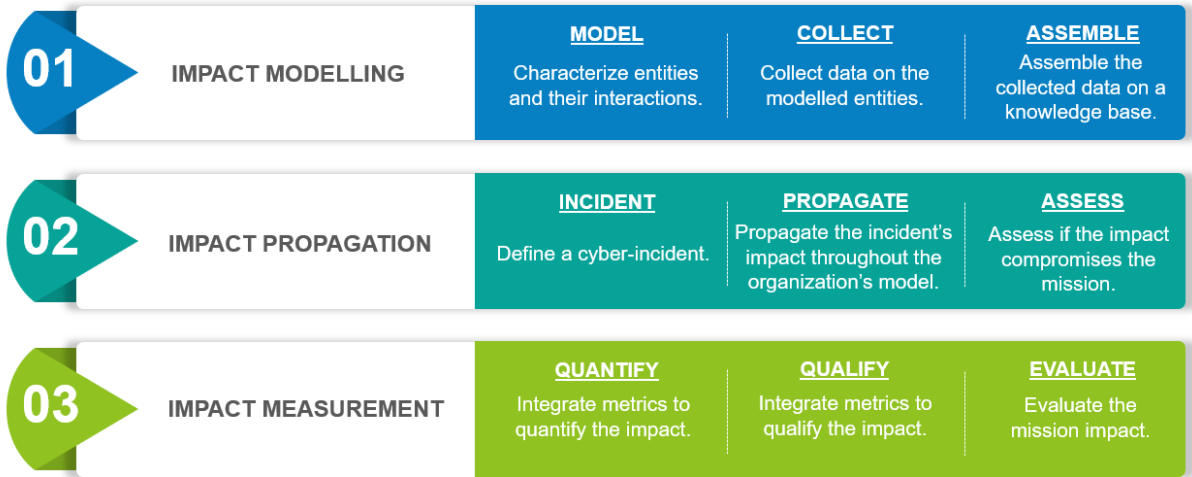 01
IMPACT MODELLING
MODEL
Characterize entities
and their interactions.
COLLECT
Collect data on the
modelled entities.
ASSEMBLE
Assemble the
collected data on a
knowledge base.
02
IMPACT PROPAGATION
INCIDENT
Define a cyber-incident.
PROPAGATE
Propagate the incident’s
impact throughout the
organization’s model.
ASSESS
Assess if the impact
compromises the
mission.
03
IMPACT MEASUREMENT
QUANTIFY
Integrate metrics to
quantify the impact.
QUALIFY
Integrate metrics to
qualify the impact.
EVALUATE
Evaluate the
mission impact.